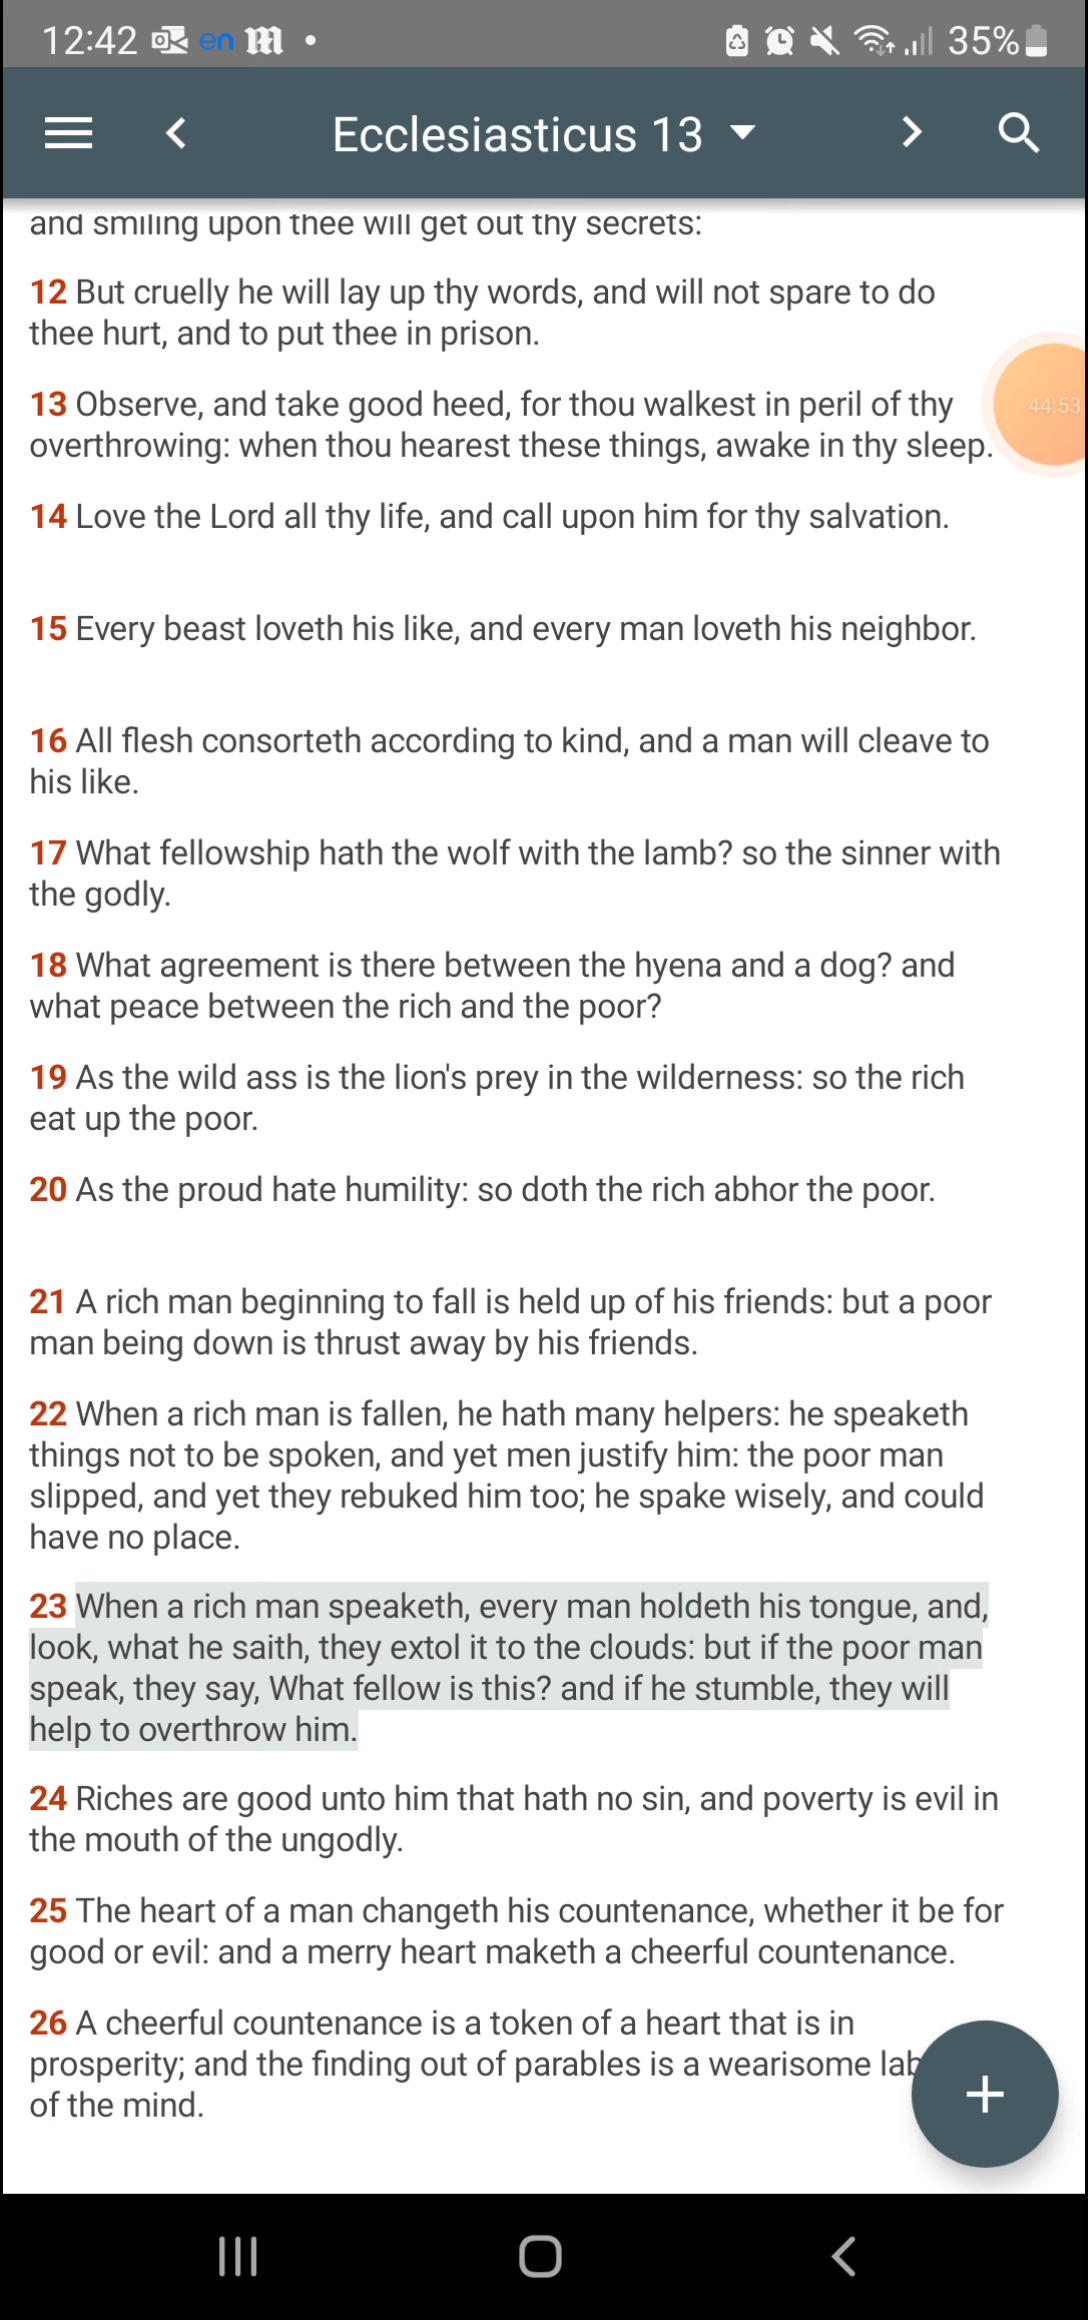 12:42 en m •
35%
Ecclesiasticus 13
and smiling upon thee will get out thy secrets:
12 But cruelly he will lay up thy words, and will not spare to do
thee hurt, and to put thee in prison.
44:53
13 Observe, and take good heed, for thou walkest in peril of thy
overthrowing: when thou hearest these things, awake in thy sleep.
14 Love the Lord all thy life, and call upon him for thy salvation.
15 Every beast loveth his like, and every man loveth his neighbor.
16 All flesh consorteth according to kind, and a man will cleave to
his like.
17 What fellowship hath the wolf with the lamb? so the sinner with
the godly.
18 What agreement is there between the hyena and a dog? and
what peace between the rich and the poor?
19 As the wild ass is the lion's prey in the wilderness: so the rich
eat up the poor.
20 As the proud hate humility: so doth the rich abhor the poor.
21 A rich man beginning to fall is held up of his friends: but a poor
man being down is thrust away by his friends.
22 When a rich man is fallen, he hath many helpers: he speaketh
things not to be spoken, and yet men justify him: the poor man
slipped, and yet they rebuked him too; he spake wisely, and could
have no place.
23 When a rich man speaketh, every man holdeth his tongue, and,
look, what he saith, they extol it to the clouds: but if the poor man
speak, they say, What fellow is this? and if he stumble, they will
help to overthrow him.
24 Riches are good unto him that hath no sin, and poverty is evil in
the mouth of the ungodly.
25 The heart of a man changeth his countenance, whether it be for
good or evil: and a merry heart maketh a cheerful countenance.
26 A cheerful countenance is a token of a heart that is in
prosperity; and the finding out of parables is a wearisome lab
of the mind.